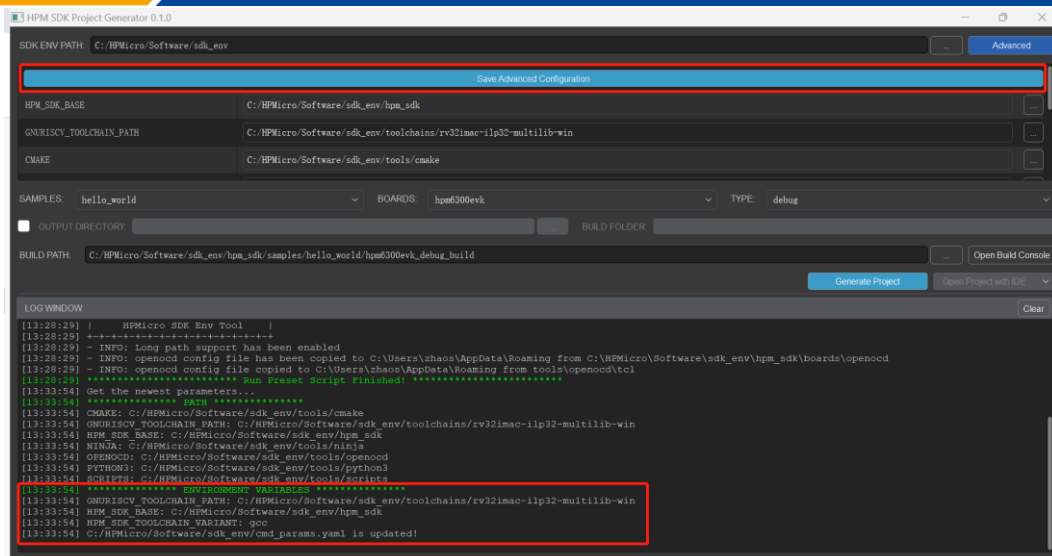 HPM SDK Project Generator 0.1.0
SDK ENV PATH: C:/HPMicro/Software/sdk_env ... Advanced
Save Advanced Configuration
HPM_SDK_BASE C:/HPMicro/Software/sdk_env/hpm_sdk ...
GNURISCV_TOOLCHAIN_PATH C:/HPMicro/Software/sdk_env/toolchains/rv32imac-ilp32-multilib-win ...
CMAKE C:/HPMicro/Software/sdk_env/tools/cmake ...
SAMPLES: hello_world BOARDS: hpm6300evk TYPE: debug
OUTPUT DIRECTORY: ... BUILD FOLDER:
BUILD PATH: C:/HPMicro/Software/sdk_env/hpm_sdk/samples/hello_world/hpm6300evk_debug_build ... Open Build Console
Generate Project Open Project with IDE
LOG WINDOW Clear
[13:28:29] | HPMicro SDK Env Tool |
[13:28:29] +-+-+-+-+-+-+-+-+-+-+-+-+-+-+-+
[13:28:29] - INFO: Long path support has been enabled
[13:28:29] - INFO: openocd config file has been copied to C:\Users\zhaos\AppData\Roaming from C:\HPMicro\Software\sdk_env\hpm_sdk\boards\openocd
[13:28:29] - INFO: openocd config file copied to C:\Users\zhaos\AppData\Roaming from tools\openocd\tcl
[13:28:29] ************************* Run Preset Script Finished! *************************
[13:33:54] Get the newest parameters...
[13:33:54] *************** PATH ***************
[13:33:54] CMAKE: C:/HPMicro/Software/sdk_env/tools/cmake
[13:33:54] GNURISCV_TOOLCHAIN_PATH: C:/HPMicro/Software/sdk_env/toolchains/rv32imac-ilp32-multilib-win
[13:33:54] HPM_SDK_BASE: C:/HPMicro/Software/sdk_env/hpm_sdk
[13:33:54] NINJA: C:/HPMicro/Software/sdk_env/tools/ninja
[13:33:54] OPENOCD: C:/HPMicro/Software/sdk_env/tools/openocd
[13:33:54] PYTHON3: C:/HPMicro/Software/sdk_env/tools/python3
[13:33:54] SCRIPTS: C:/HPMicro/Software/sdk_env/tools/scripts
[13:33:54] *************** ENVIRONMENT VARIABLES ***************
[13:33:54] GNURISCV_TOOLCHAIN_PATH: C:/HPMicro/Software/sdk_env/toolchains/rv32imac-ilp32-multilib-win
[13:33:54] HPM_SDK_BASE: C:/HPMicro/Software/sdk_env/hpm_sdk
[13:33:54] HPM_SDK_TOOLCHAIN_VARIANT: gcc
[13:33:54] C:/HPMicro/Software/sdk_env/cmd_params.yaml is updated!